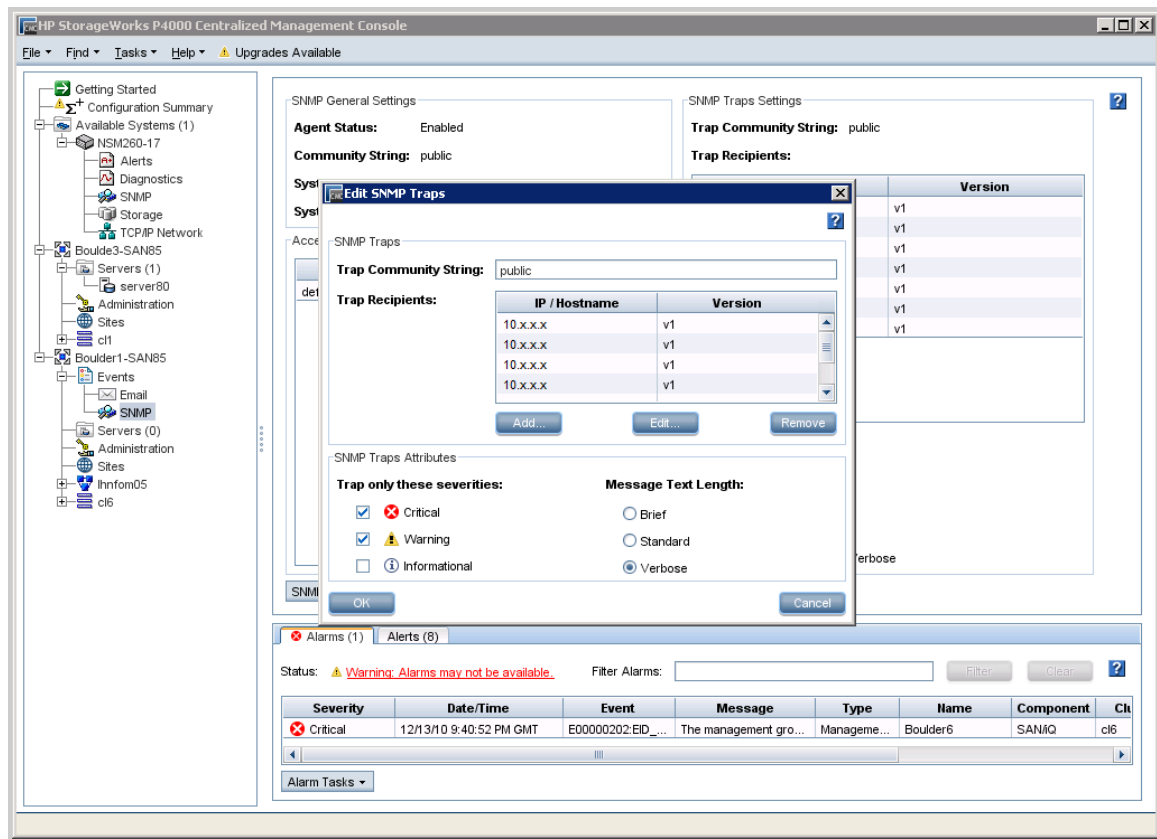 HP StorageWorks P4000 Centralized Management Console
File Find Tasks Help Upgrades Available
Getting Started
Configuration Summary
Available Systems (1)
NSM260-17
Alerts
Diagnostics
SNMP
Storage
TCP/IP Network
Boulde3-SAN85
Servers (1)
server80
Administration
Sites
cl1
Boulder1-SAN85
Events
Email
SNMP
Servers (0)
Administration
Sites
lhnfom05
cl6
SNMP General Settings
Agent Status: Enabled
Community String: public
Syst
Syst
Acce
def
SNM
SNMP Traps Settings
Trap Community String: public
Trap Recipients:
Version
v1
v1
v1
v1
v1
v1
v1
erbose
Edit SNMP Traps
SNMP Traps
Trap Community String: public
Trap Recipients:
IP / Hostname Version
10.x.x.x v1
10.x.x.x v1
10.x.x.x v1
10.x.x.x v1
Add... Edit... Remove
SNMP Traps Attributes
Trap only these severities: Message Text Length:
Critical Brief
Warning Standard
Informational Verbose
OK Cancel
Alarms (1) Alerts (8)
Status: Warning: Alarms may not be available. Filter Alarms: Filter Clear
Severity Date/Time Event Message Type Name Component Clu
Critical 12/13/10 9:40:52 PM GMT E00000202:EID_... The management gro... Manageme... Boulder6 SAN/iQ cl6
Alarm Tasks